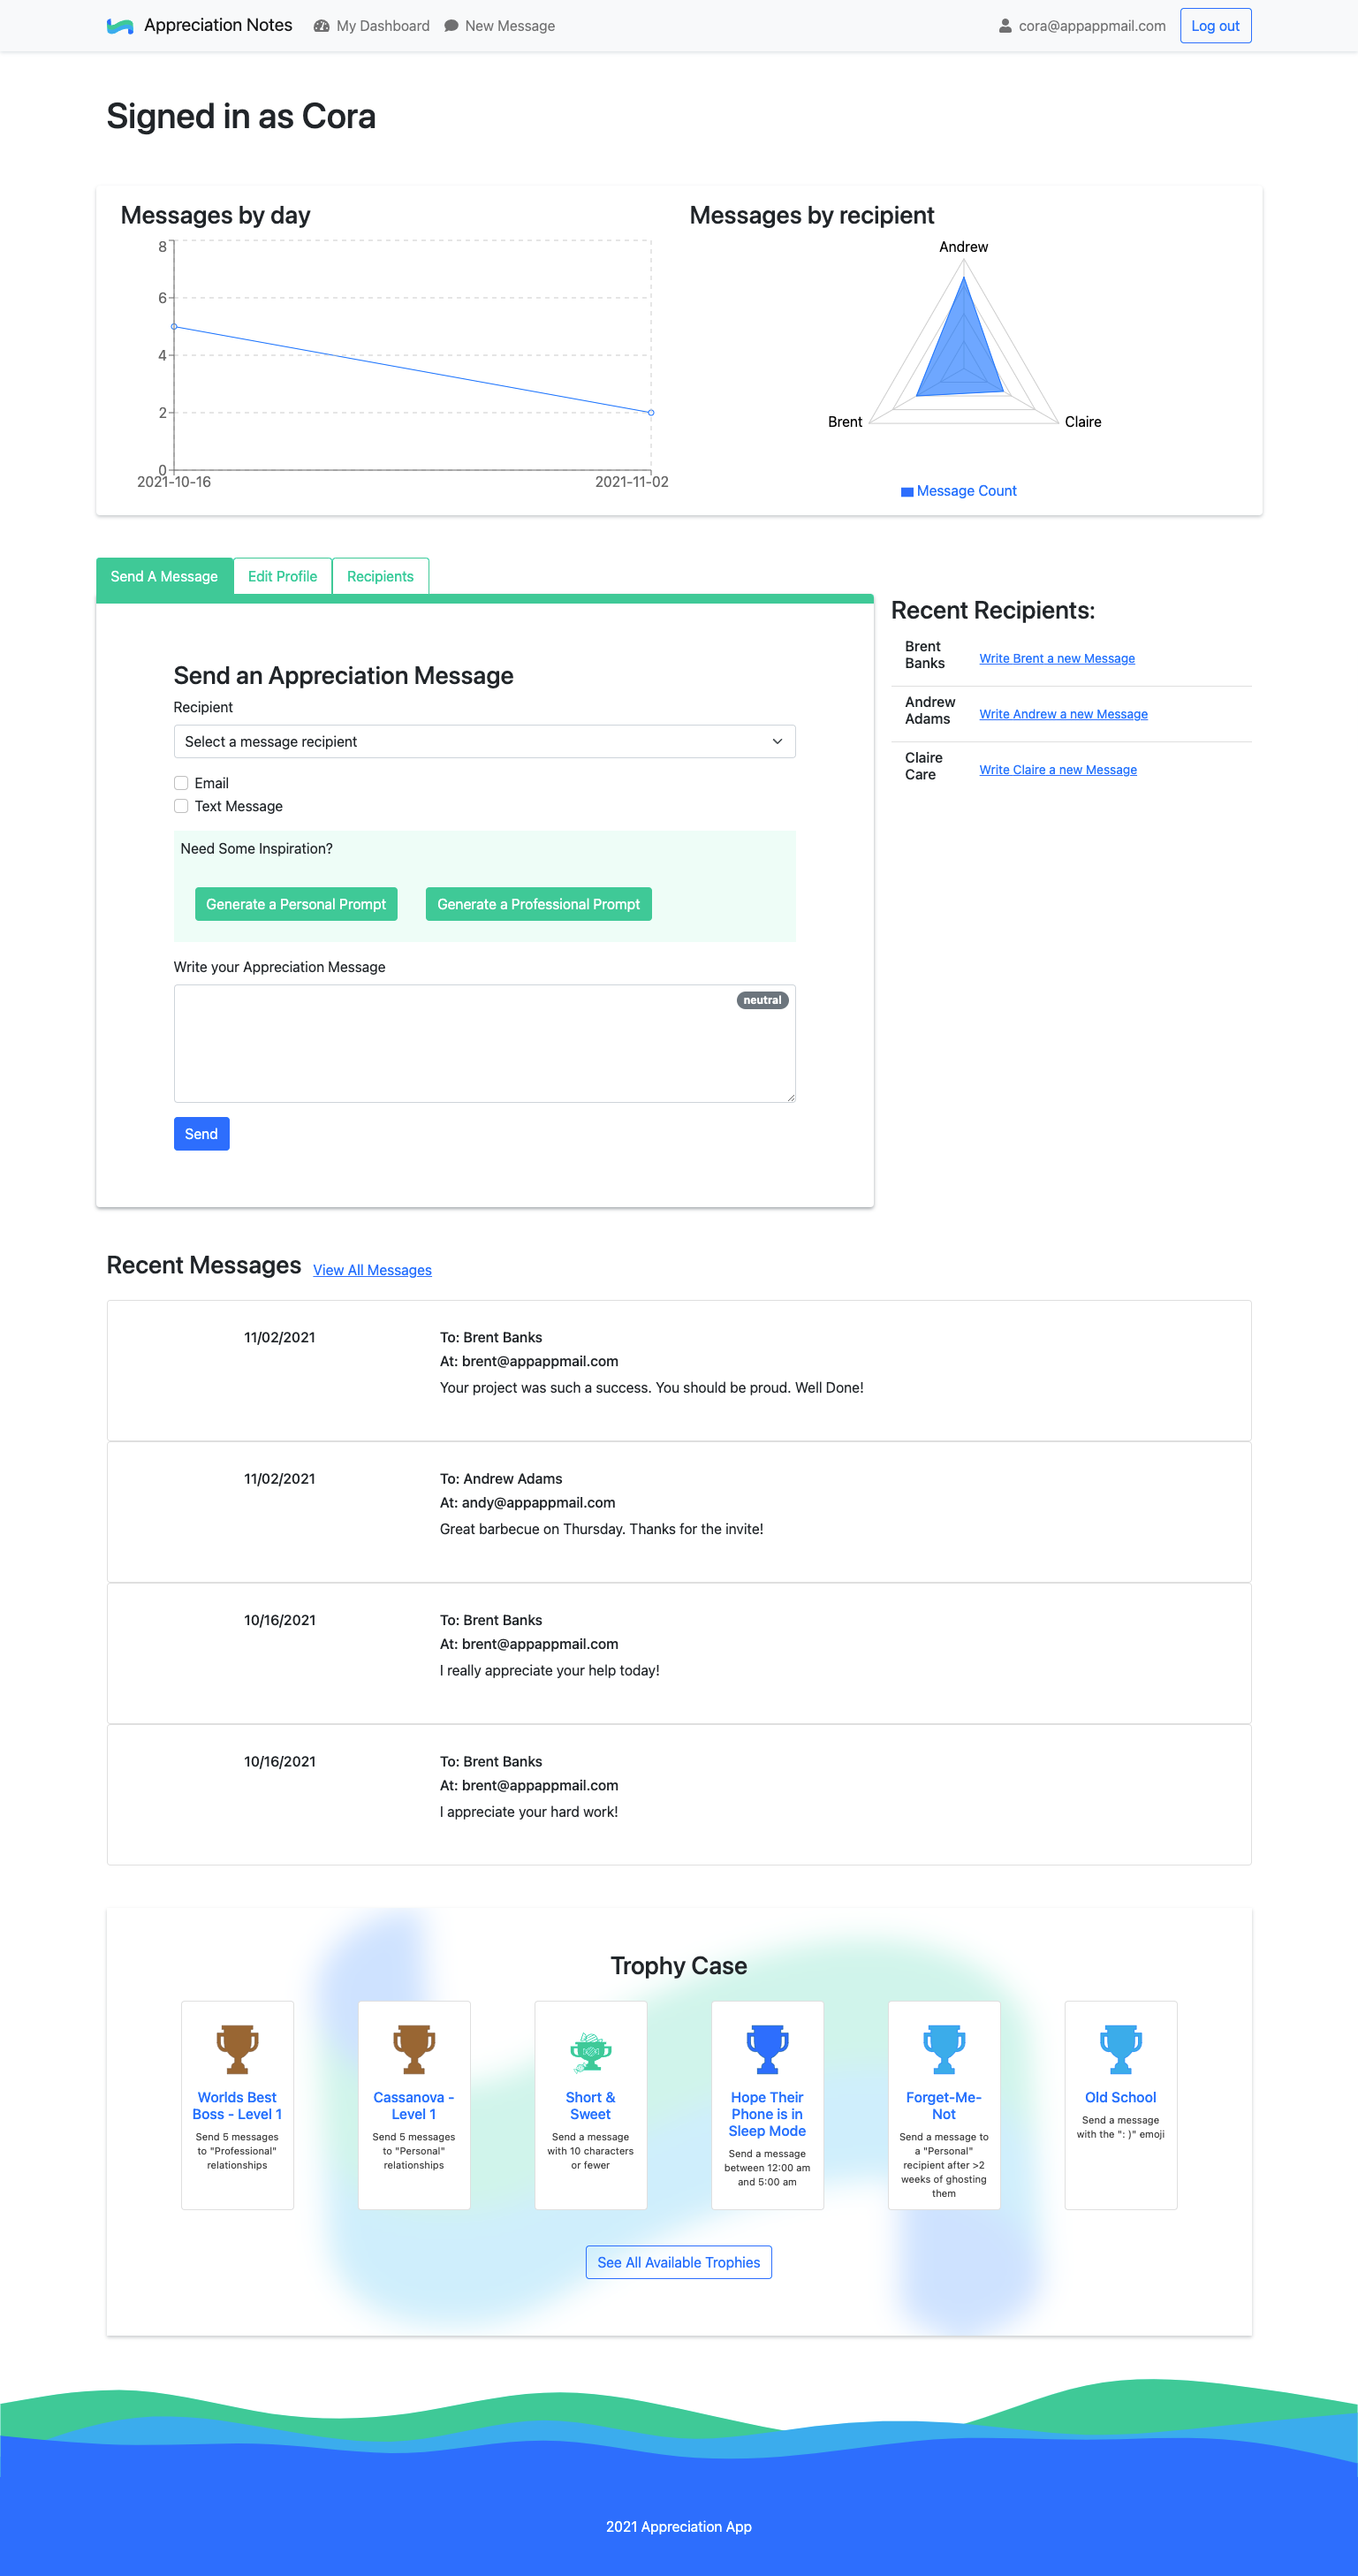 Appreciation Notes
My Dashboard
New Message
cora@appappmail.com
Log out
Signed in as Cora
Messages by day
8
6
4
2
0
2021-10-16
2021-11-02
Messages by recipient
Andrew
Brent
Claire
Message Count
Send A Message
Edit Profile
Recipients
Send an Appreciation Message
Recipient
Select a message recipient
Email
Text Message
Need Some Inspiration?
Generate a Personal Prompt
Generate a Professional Prompt
Write your Appreciation Message
neutral
Send
Recent Recipients:
Brent
Banks
Write Brent a new Message
Andrew
Adams
Write Andrew a new Message
Claire
Care
Write Claire a new Message
Recent Messages
View All Messages
11/02/2021
To: Brent Banks
At: brent@appappmail.com
Your project was such a success. You should be proud. Well Done!
11/02/2021
To: Andrew Adams
At: andy@appappmail.com
Great barbecue on Thursday. Thanks for the invite!
10/16/2021
To: Brent Banks
At: brent@appappmail.com
I really appreciate your help today!
10/16/2021
To: Brent Banks
At: brent@appappmail.com
I appreciate your hard work!
Trophy Case
Worlds Best
Boss - Level 1
Send 5 messages
to "Professional"
relationships
Cassanova -
Level 1
Send 5 messages
to "Personal"
relationships
Short &
Sweet
Send a message
with 10 characters
or fewer
Hope Their
Phone is in
Sleep Mode
Send a message
between 12:00 am
and 5:00 am
Forget-Me-
Not
Send a message to
a "Personal"
recipient after >2
weeks of ghosting
them
Old School
Send a message
with the ": )" emoji
See All Available Trophies
2021 Appreciation App